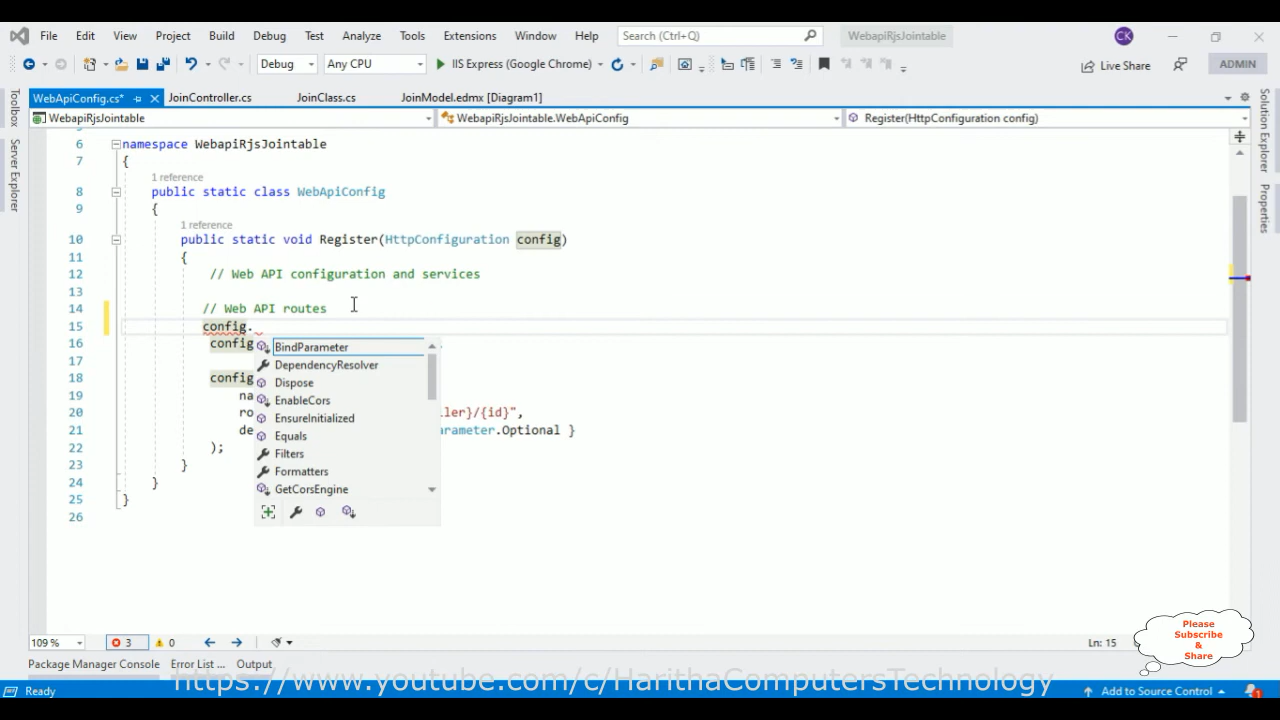 File Edit View Project Build Debug Test Analyze Tools Extensions Window Help Search (Ctrl+Q) WebapiRjsJointable CK
Debug Any CPU IIS Express (Google Chrome) Live Share ADMIN
WebApiConfig.cs* JoinController.cs JoinClass.cs JoinModel.edmx [Diagram1]
WebapiRjsJointable WebapiRjsJointable.WebApiConfig Register(HttpConfiguration config)
Toolbox
Server Explorer
Solution Explorer
Properties
6 namespace WebapiRjsJointable
7 {
1 reference
8 public static class WebApiConfig
9 {
1 reference
10 public static void Register(HttpConfiguration config)
11 {
12 // Web API configuration and services
13
14 // Web API routes
15 config.
16 config
17
18 config
19 na
20 ro ller}/{id}",
21 de arameter.Optional }
22 );
23 }
24 }
25 }
26
BindParameter
DependencyResolver
Dispose
EnableCors
EnsureInitialized
Equals
Filters
Formatters
GetCorsEngine
109 % 3 0 Ln: 15
Please
Subscribe
&
Share
Package Manager Console Error List ... Output
https://www.youtube.com/c/HarithaComputersTechnology
Ready Add to Source Control 1